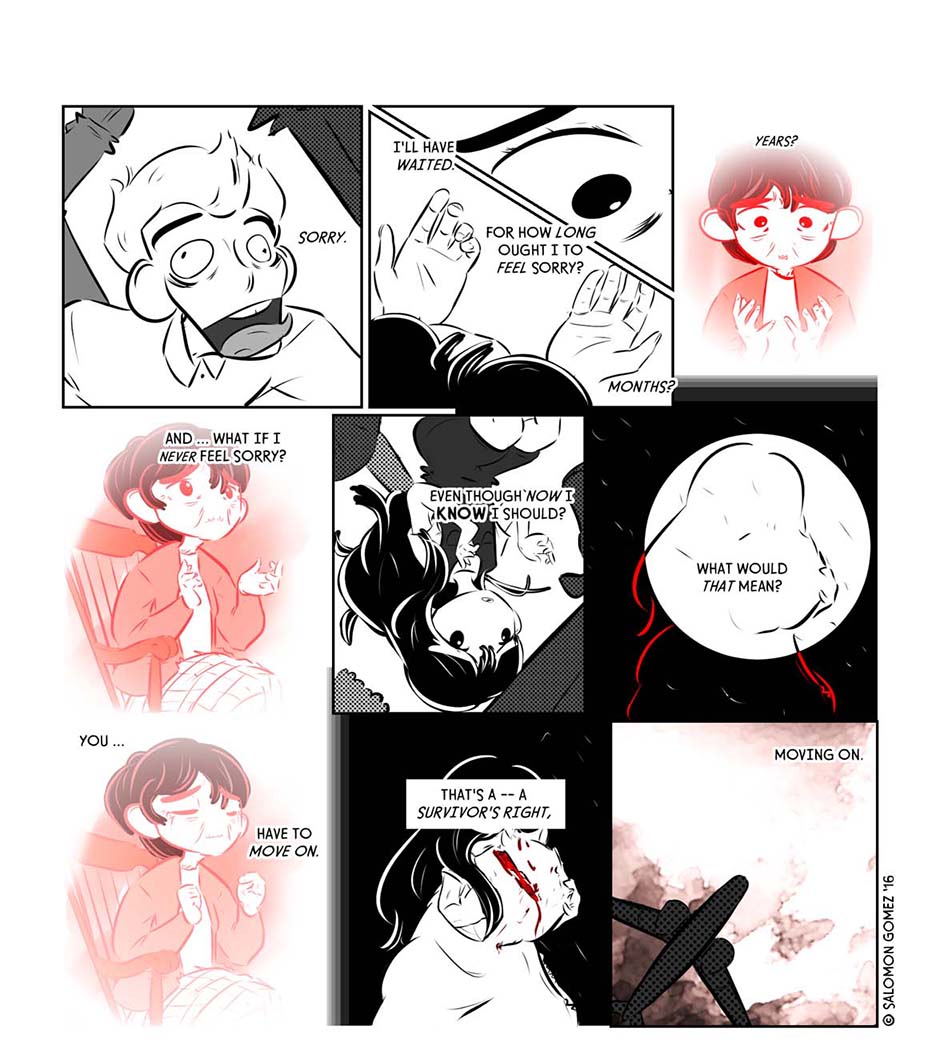 SORRY.
I'LL HAVE
WAITED.
FOR HOW LONG
OUGHT I TO
FEEL SORRY?
MONTHS?
YEARS?
AND ... WHAT IF I
NEVER FEEL SORRY?
EVEN THOUGH NOW I
KNOW I SHOULD?
WHAT WOULD
THAT MEAN?
YOU ...
HAVE TO
MOVE ON.
THAT'S A -- A
SURVIVOR'S RIGHT,
MOVING ON.
© SALOMON GOMEZ '16